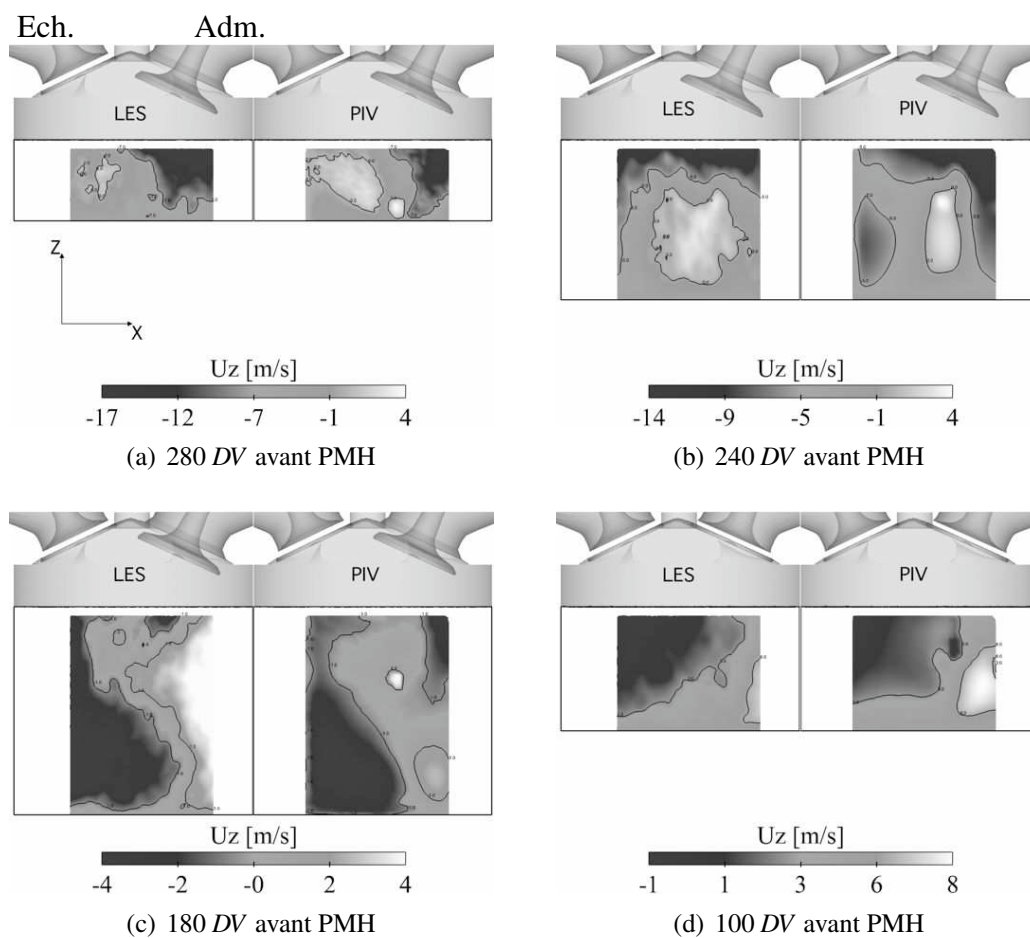 Ech. Adm.
LES PIV
LES PIV
Z
X
Uz [m/s]
-17 -12 -7 -1 4
(a) 280 DV avant PMH
Uz [m/s]
-14 -9 -5 -1 4
(b) 240 DV avant PMH
LES PIV
LES PIV
Uz [m/s]
-4 -2 -0 2 4
(c) 180 DV avant PMH
Uz [m/s]
-1 1 3 6 8
(d) 100 DV avant PMH